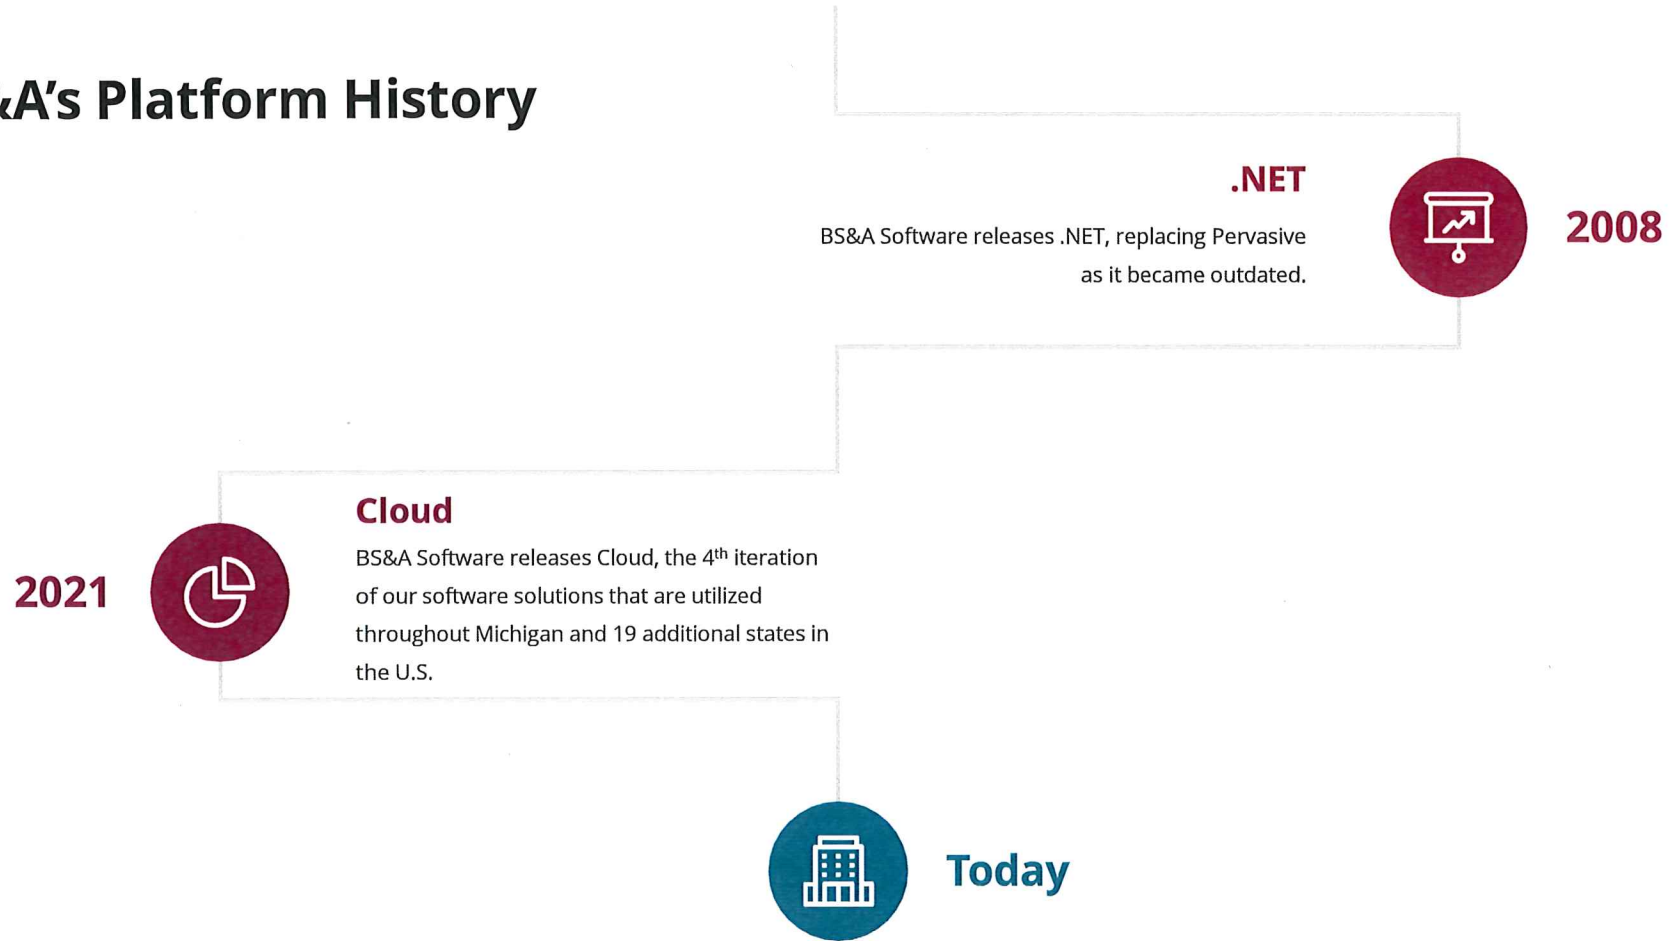 &A's Platform History
.NET
BS&A Software releases .NET, replacing Pervasive
as it became outdated.
2008
Cloud
BS&A Software releases Cloud, the 4th iteration
of our software solutions that are utilized
throughout Michigan and 19 additional states in
the U.S.
2021
Today